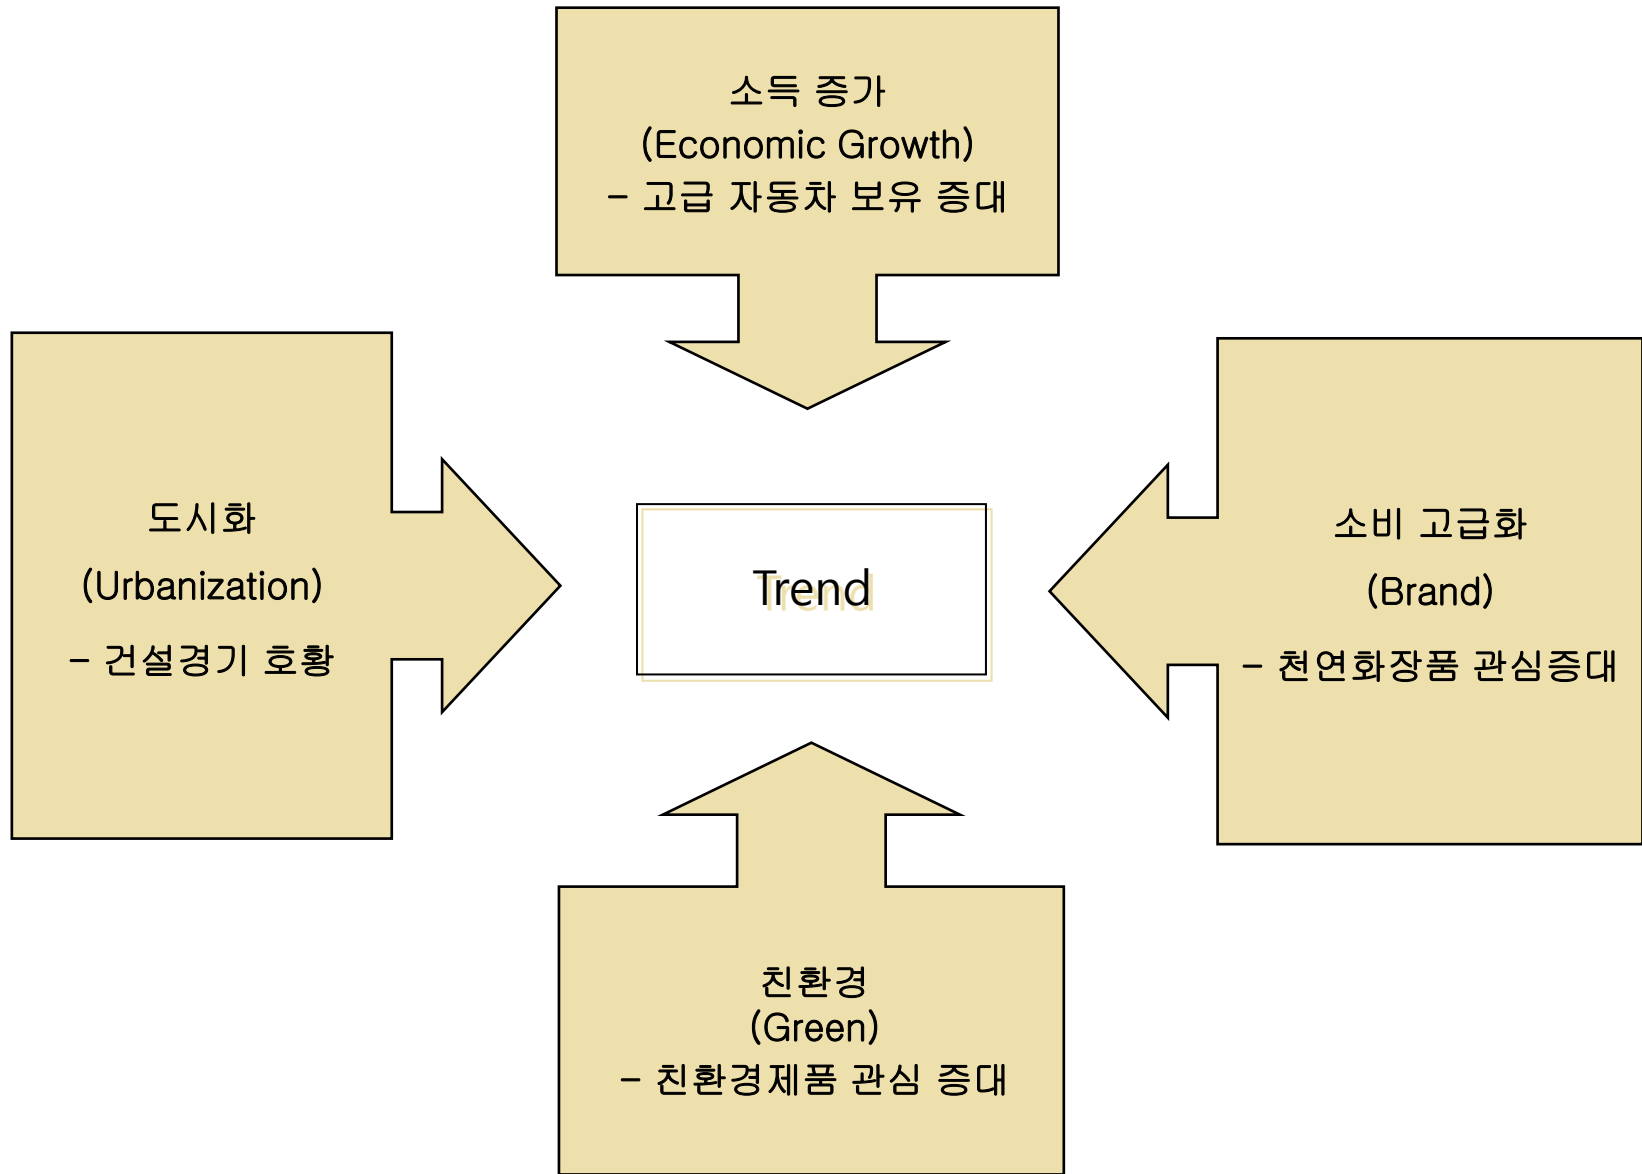 소득 증가
(Economic Growth)
- 고급 자동차 보유 증대
도시화
(Urbanization)
- 건설경기 호황
Trend
소비 고급화
(Brand)
- 천연화장품 관심증대
친환경
(Green)
- 친환경제품 관심 증대